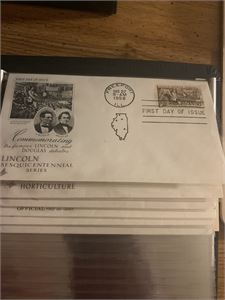 FIRST DAY OF ISSUE
FREEPORT
1958
ILL.
FIRST DAY OF ISSUE
Commemorating
the famous LINCOLN and
DOUGLAS debates
LINCOLN
SESQUICENTENNIAL
SERIES
HORTICULTURE
OFFICIAL